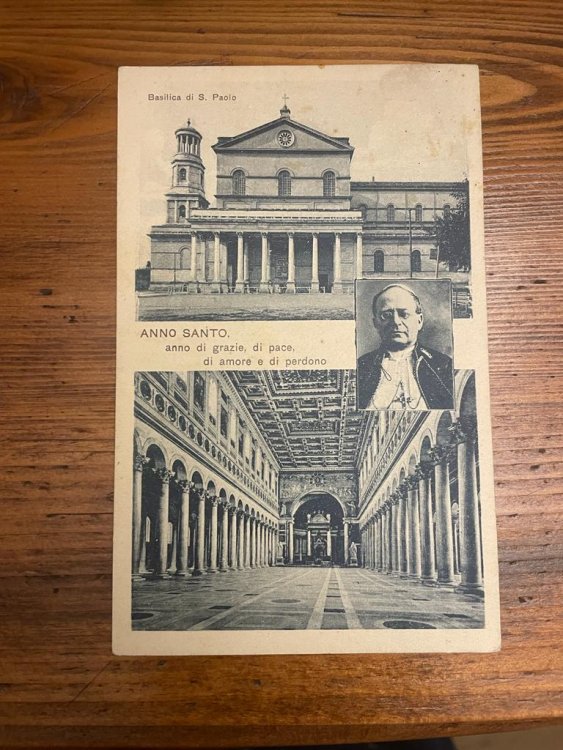 Basilica di S. Paolo
ANNO SANTO,
anno di grazie, di pace,
di amore e di perdono